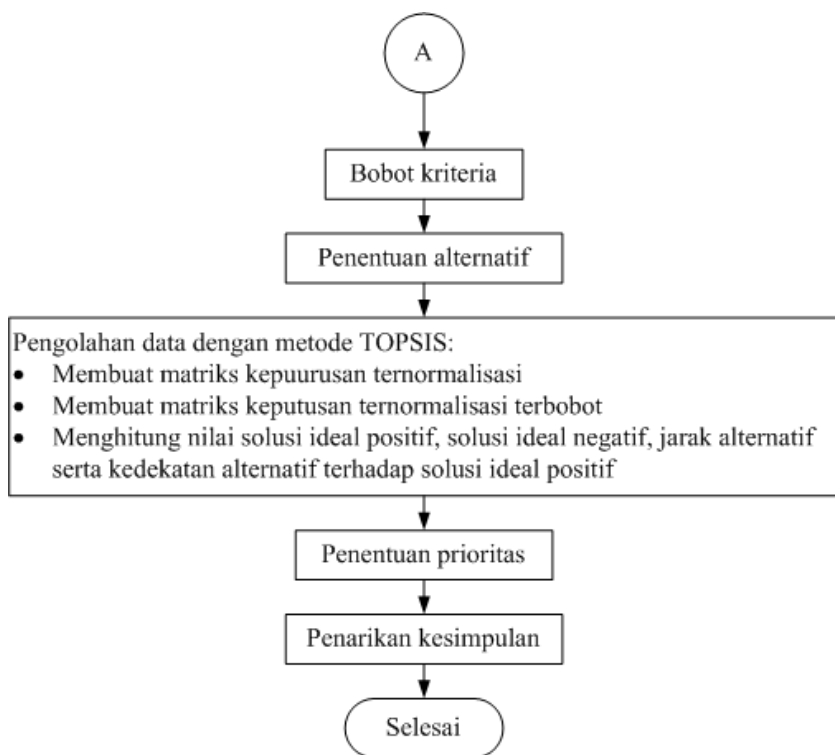 A
Bobot kriteria
Penentuan alternatif
Pengolahan data dengan metode TOPSIS:
• Membuat matriks kepuurusan ternormalisasi
• Membuat matriks keputusan ternormalisasi terbobot
• Menghitung nilai solusi ideal positif, solusi ideal negatif, jarak alternatif
serta kedekatan alternatif terhadap solusi ideal positif
Penentuan prioritas
Penarikan kesimpulan
Selesai